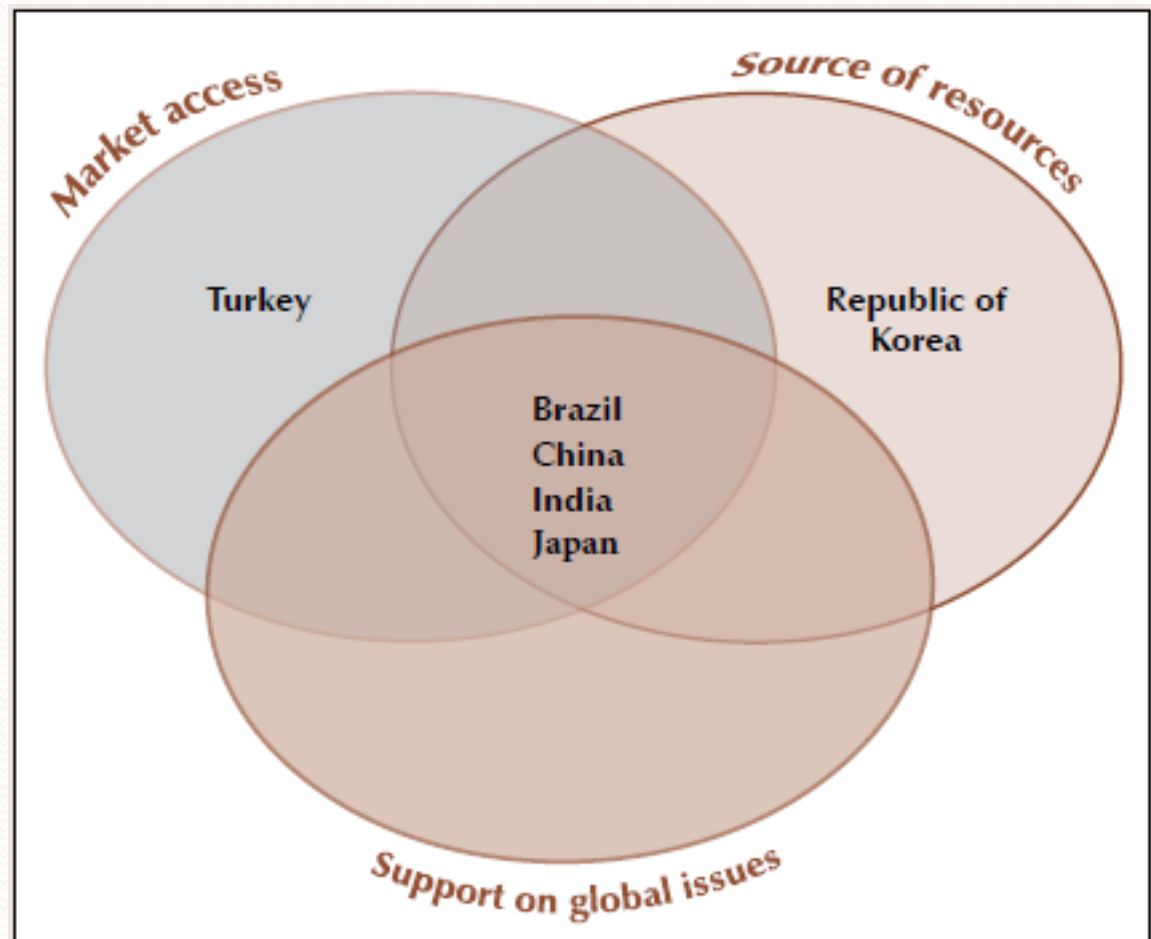 Market access
Source of resources
Turkey
Republic of
Korea
Brazil
China
India
Japan
Support on global issues